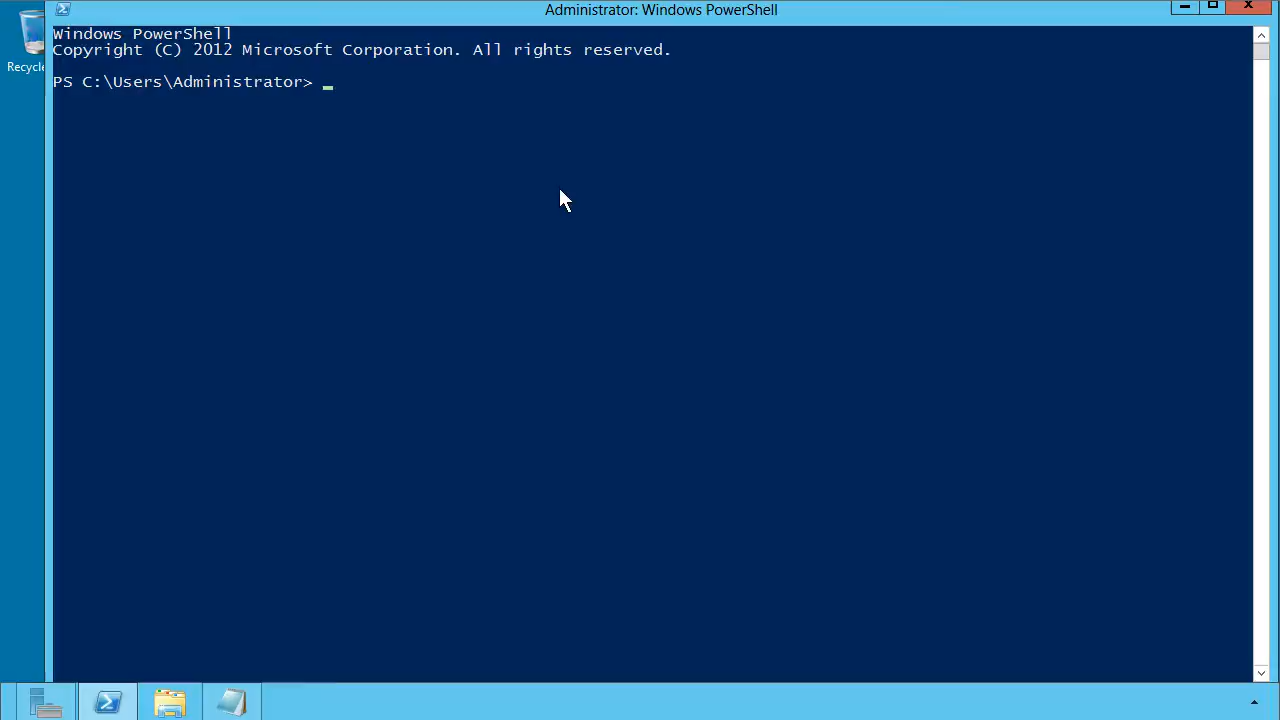 Administrator: Windows PowerShell
Windows PowerShell
Copyright (C) 2012 Microsoft Corporation. All rights reserved.
Recycle
PS C:\Users\Administrator>